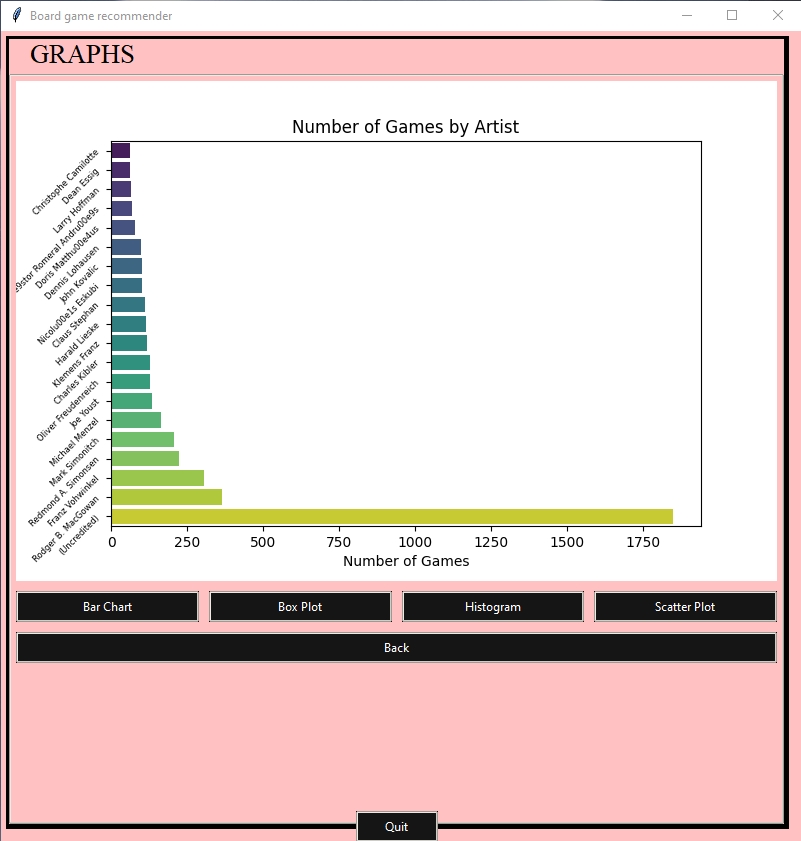 Board game recommender
GRAPHS
Number of Games by Artist
Christophe Camilotte
Dean Essig
Larry Hoffman
e9stor Romeral Andru00e9s
Doris Matthu00e4us
Dennis Lohausen
John Kovalic
Nicolu00e1s Eskubi
Claus Stephan
Harald Lieske
Klemens Franz
Charles Kibler
Oliver Freudenreich
Joe Youst
Michael Menzel
Mark Simonitch
Redmond A. Simonsen
Franz Vohwinkel
Rodger B. MacGowan
(Uncredited)
0 250 500 750 1000 1250 1500 1750
Number of Games
Bar Chart Box Plot Histogram Scatter Plot
Back
Quit